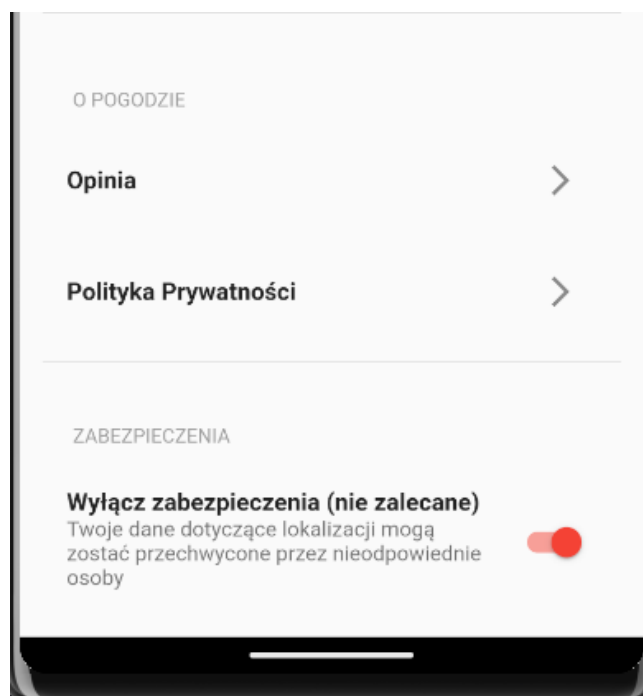 O POGODZIE
Opinia
Polityka Prywatności
ZABEZPIECZENIA
Wyłącz zabezpieczenia (nie zalecane)
Twoje dane dotyczące lokalizacji mogą
zostać przechwycone przez nieodpowiednie
osoby